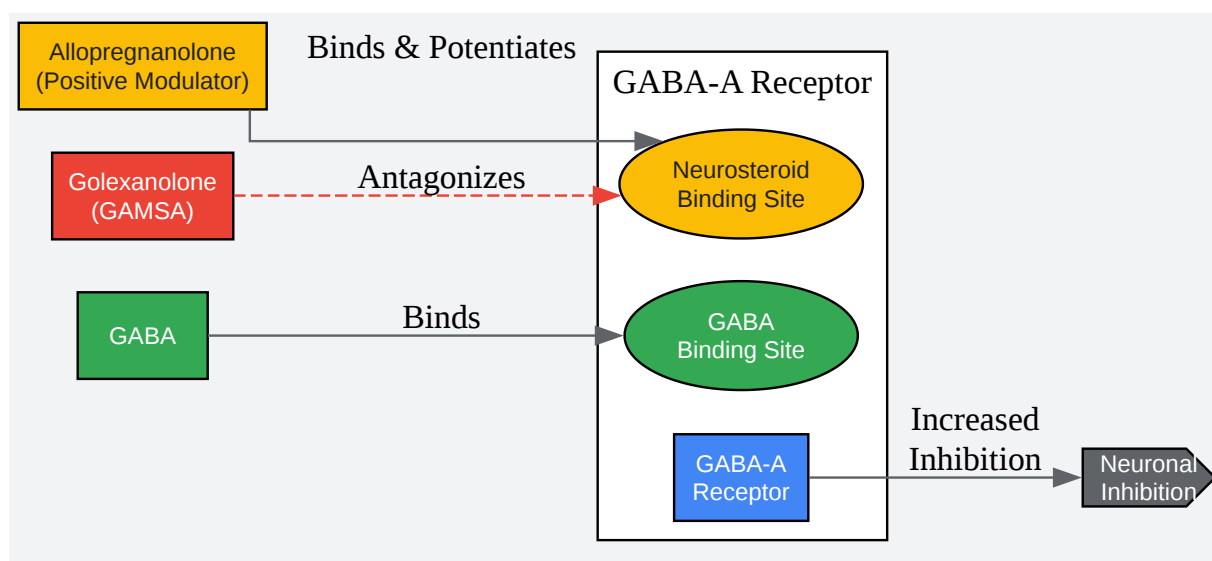 Allopregnanolone
(Positive Modulator)
Binds & Potentiates
GABA-A Receptor
Golexanolone
(GAMSA)
Antagonizes
Neurosteroid
Binding Site
GABA
Binds
GABA
Binding Site
GABA-A
Receptor
Increased
Inhibition
Neuronal
Inhibition